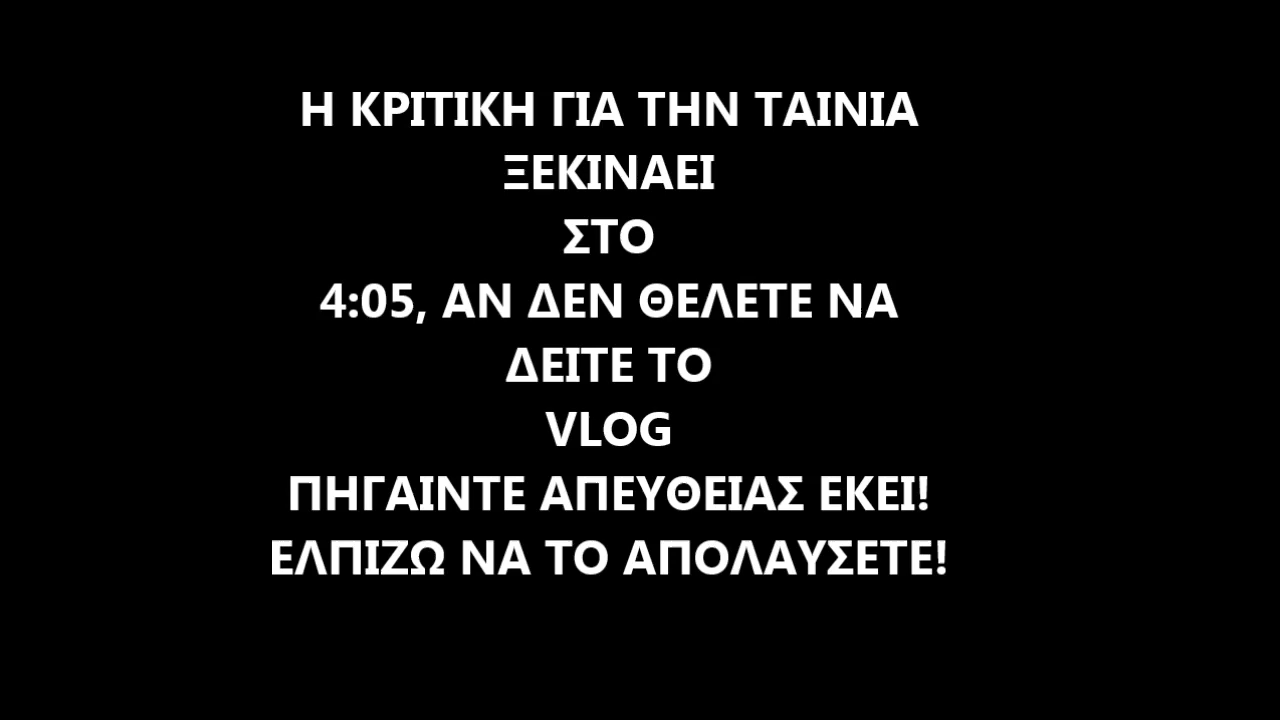 Η ΚΡΙΤΙΚΗ ΓΙΑ ΤΗΝ ΤΑΙΝΙΑ
ΞΕΚΙΝΑΕΙ
ΣΤΟ
4:05, ΑΝ ΔΕΝ ΘΕΛΕΤΕ ΝΑ
ΔΕΙΤΕ ΤΟ
VLOG
ΠΗΓΑΙΝΤΕ ΑΠΕΥΘΕΙΑΣ ΕΚΕΙ!
ΕΛΠΙΖΩ ΝΑ ΤΟ ΑΠΟΛΑΥΣΕΤΕ!